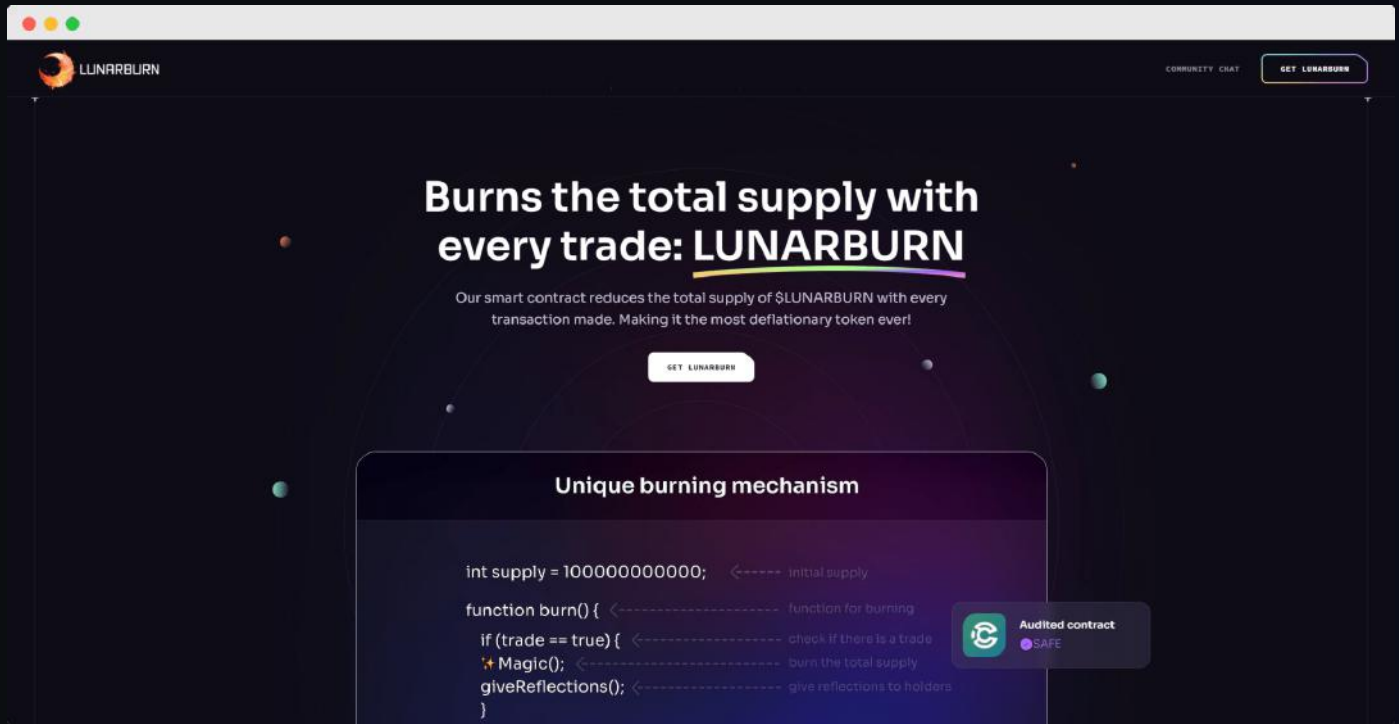 LUNARBURN
COMMUNITY CHAT
GET LUNARBURN
Burns the total supply with
every trade: LUNARBURN
Our smart contract reduces the total supply of $LUNARBURN with every
transaction made. Making it the most deflationary token ever!
GET LUNARBURN
Unique burning mechanism
int supply = 100000000000; initial supply
function burn() { function for burning
if (trade == true) { check if there is a trade
✨Magic(); burn the total supply
giveReflections(); give reflections to holders
}
Audited contract
SAFE